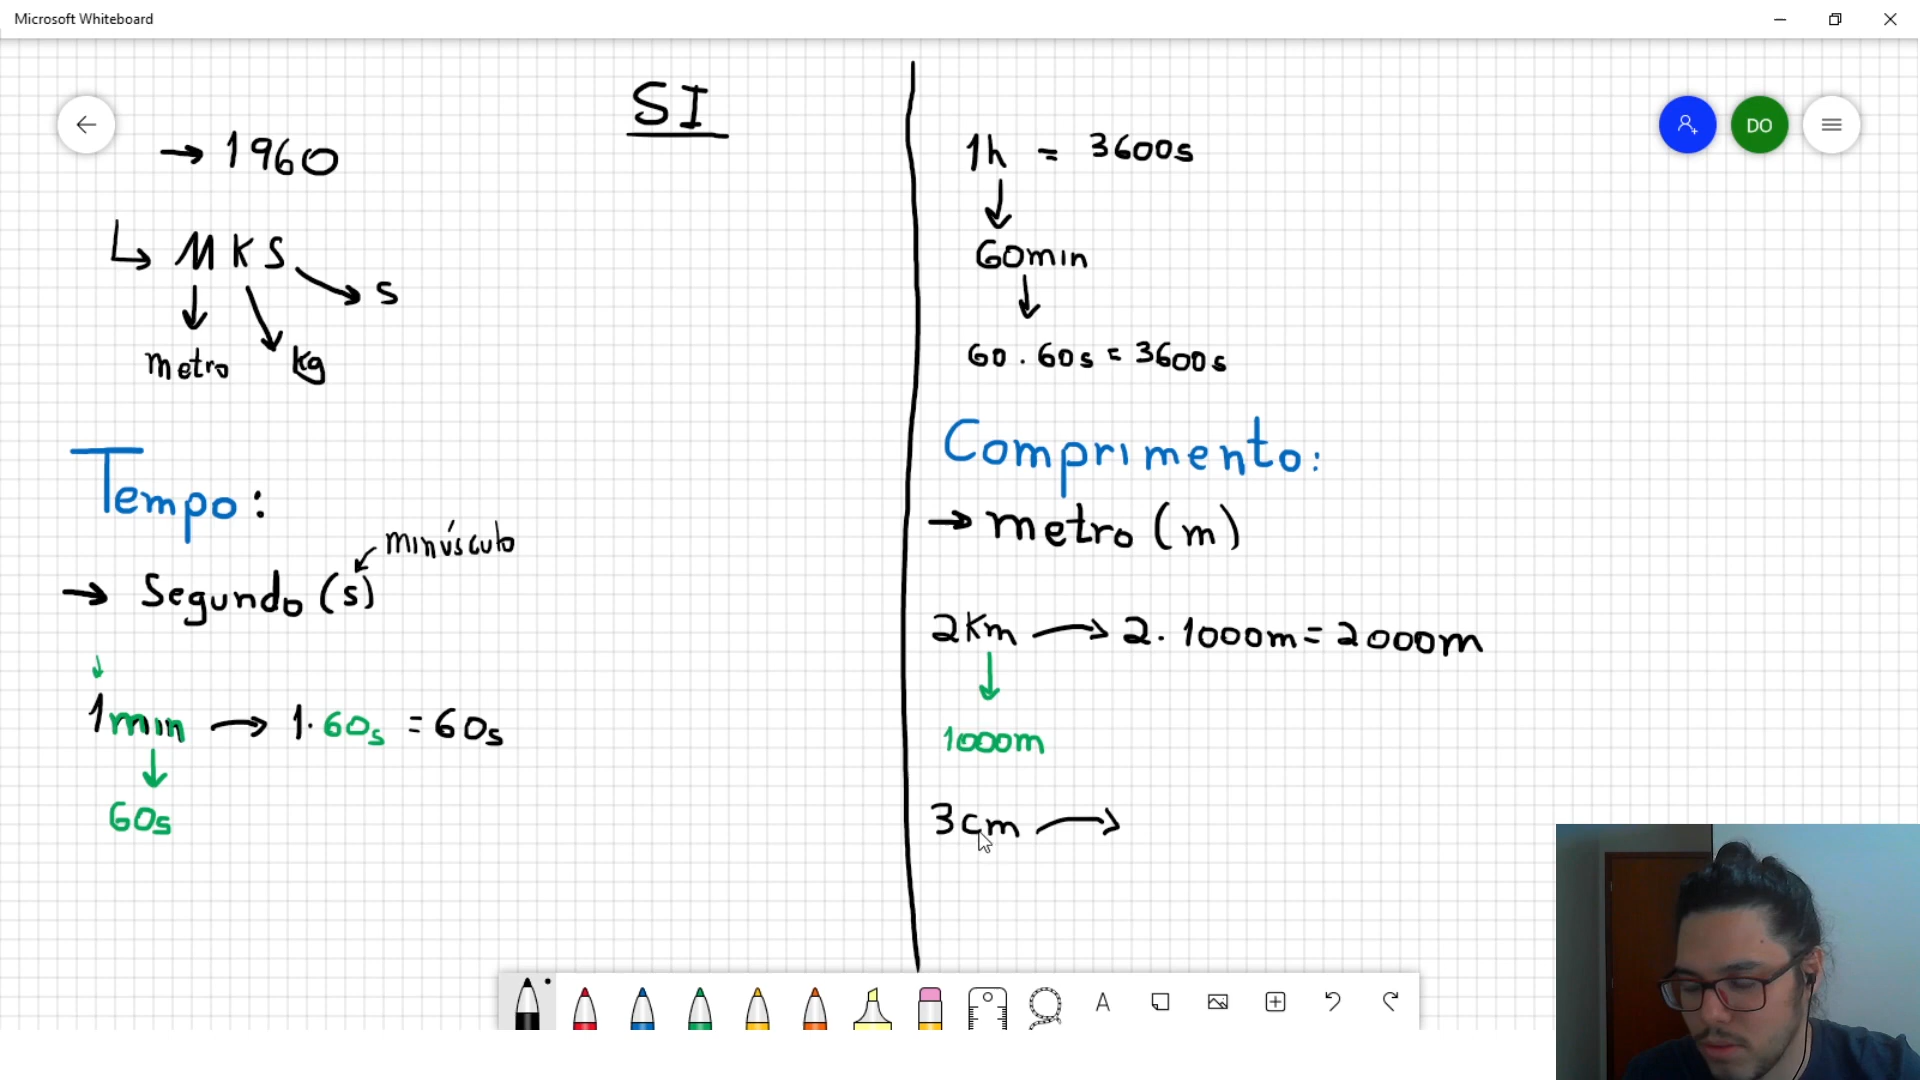 Microsoft Whiteboard
SI
→ 1960
↳ M K S → s
metro kg
Tempo:
minúsculo
→ Segundo (s)
1min → 1. 60s = 60s
60s
1h = 3600s
60min
60 . 60s = 3600s
Comprimento:
→ metro (m)
2Km → 2. 1000m = 2000m
1000m
3cm →
DO
A